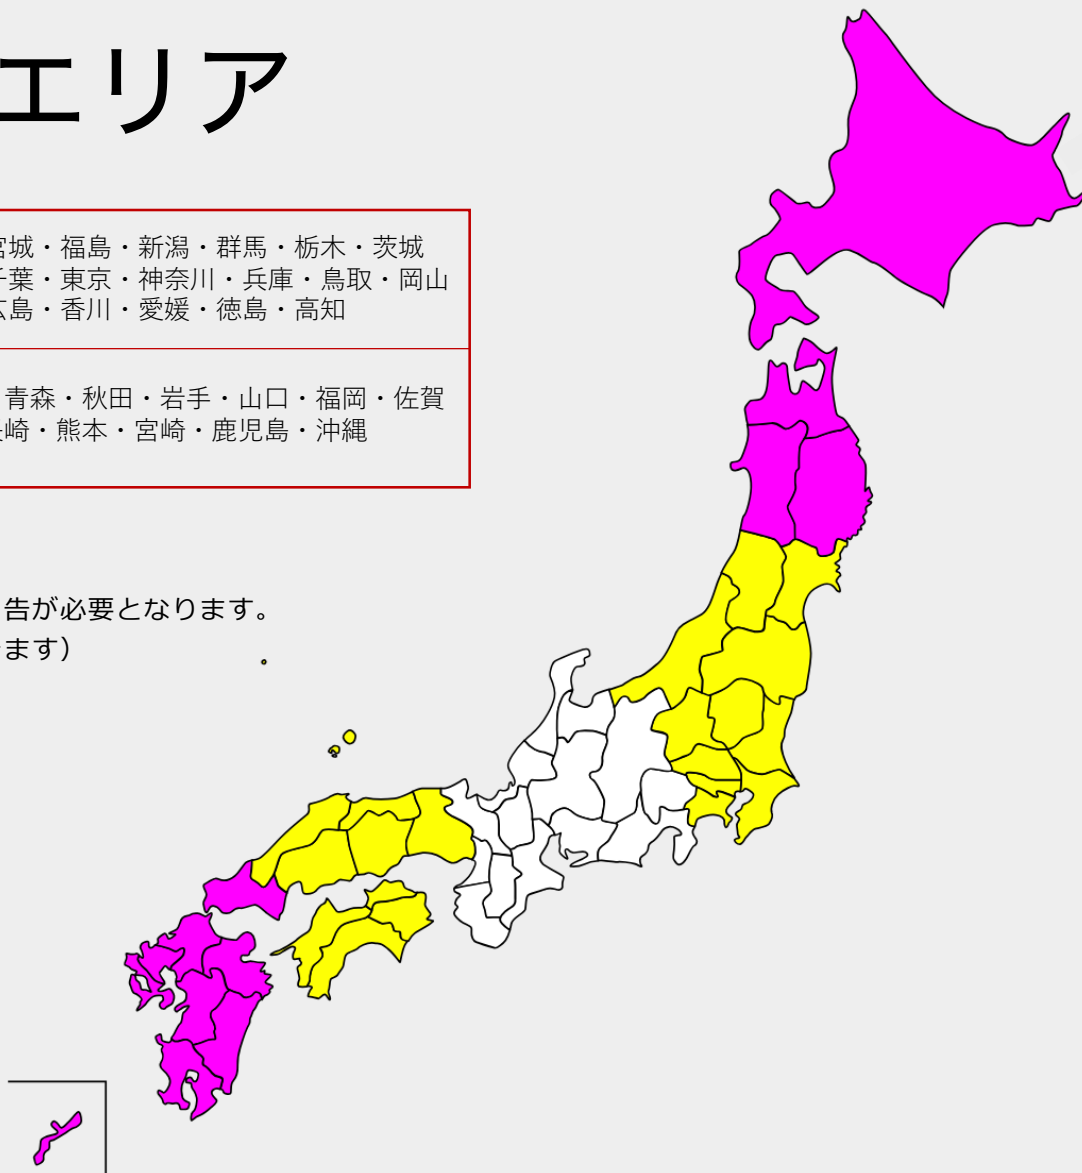 エリア
宮城・福島・新潟・群馬・栃木・茨城
千葉・東京・神奈川・兵庫・鳥取・岡山
広島・香川・愛媛・徳島・高知
青森・秋田・岩手・山口・福岡・佐賀
長崎・熊本・宮崎・鹿児島・沖縄
告が必要となります。
ます）